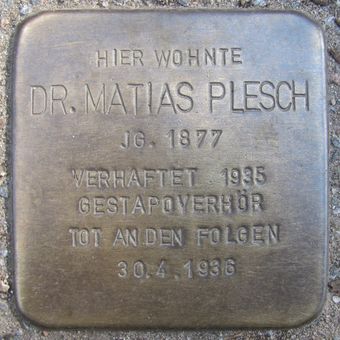 HIER WOHNTE
DR. MATIAS PLESCH
JG. 1877
VERHAFTET 1935
GESTAPOVERHÖR
TOT AN DEN FOLGEN
30.4.1936